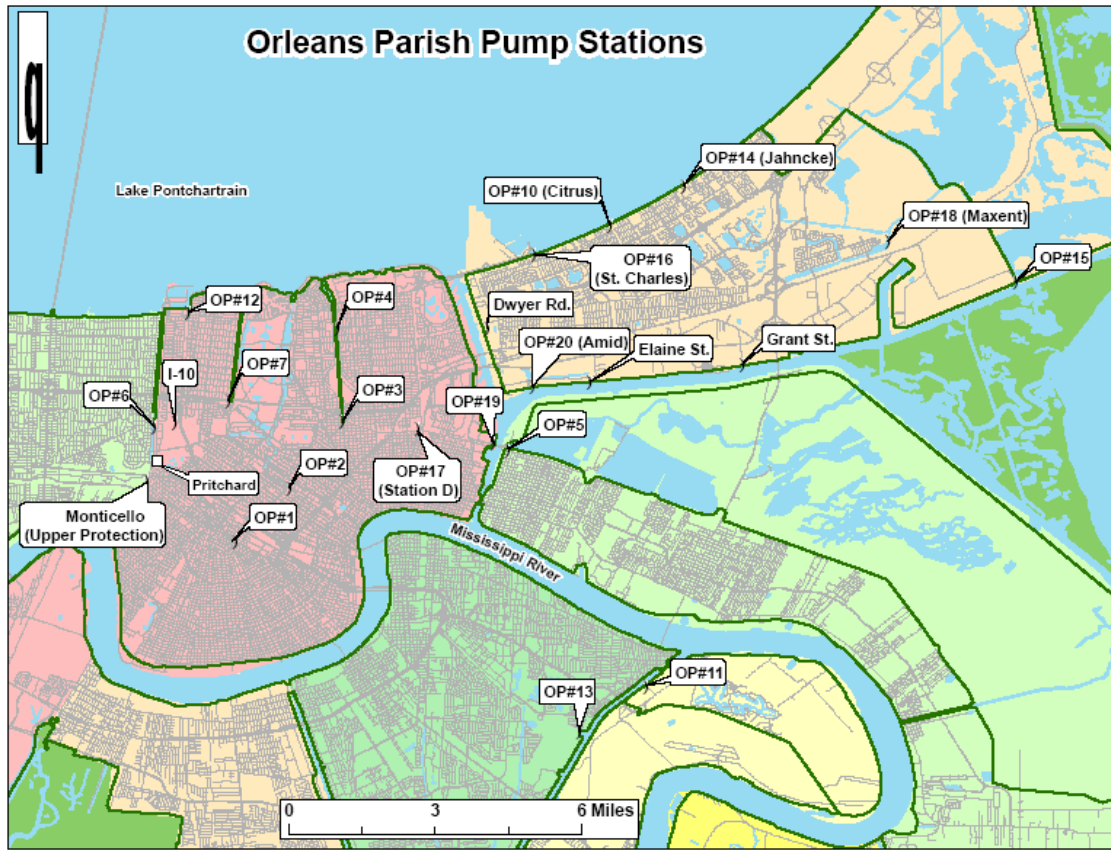 Orleans Parish Pump Stations
q
Lake Pontchartrain
OP#14 (Jahncke)
OP#10 (Citrus)
OP#18 (Maxent)
OP#16
(St. Charles)
OP#15
OP#12
OP#4
Dwyer Rd.
OP#20 (Amid)
Elaine St.
Grant St.
I-10
OP#7
OP#6
OP#3
OP#19
OP#5
OP#2
OP#17
(Station D)
Pritchard
Monticello
(Upper Protection)
OP#1
Mississippi River
OP#11
OP#13
0
3
6 Miles